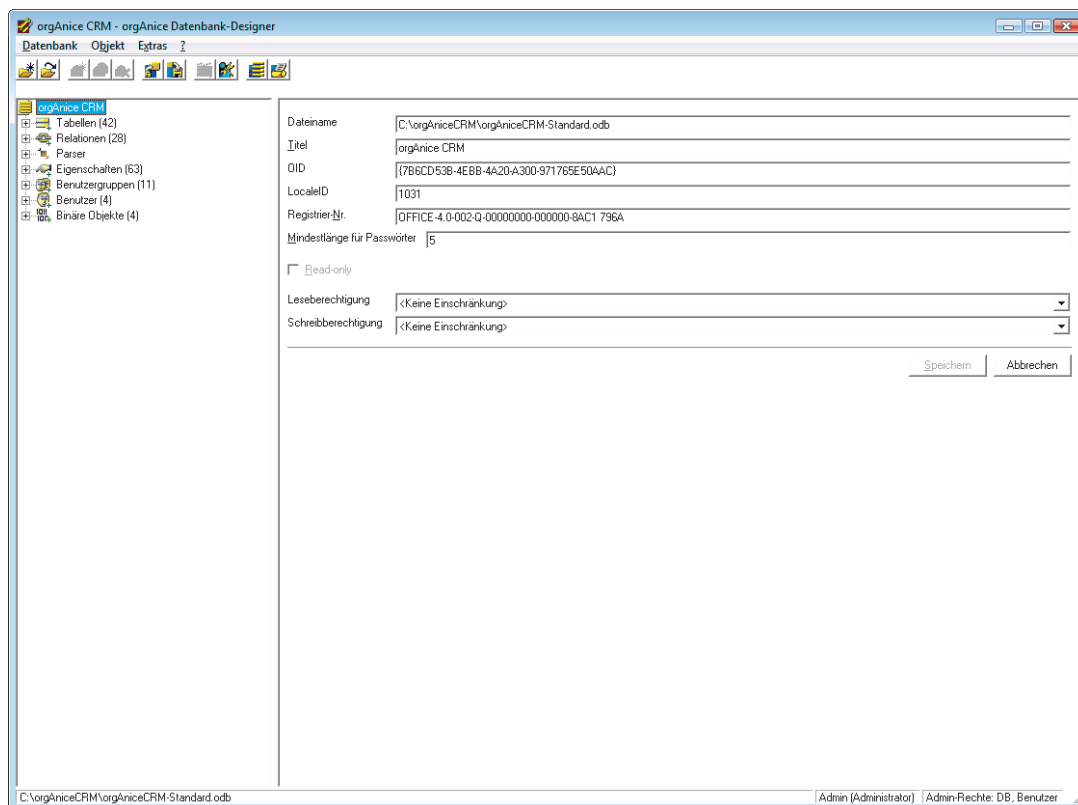 orgAnice CRM - orgAnice Datenbank-Designer
Datenbank Objekt Extras ?
orgAnice CRM
Tabellen (42)
Relationen (28)
Parser
Eigenschaften (63)
Benutzergruppen (11)
Benutzer (4)
Binäre Objekte (4)
Dateiname C:\orgAniceCRM\orgAniceCRM-Standard.odb
Titel orgAnice CRM
OID {7B6CD53B-4EBB-4A20-A300-971765E50AAC}
LocaleID 1031
Registrier-Nr. OFFICE-4.0-002-Q-00000000-000000-8AC1 796A
Mindestlänge für Passwörter 5
Read-only
Leseberechtigung <Keine Einschränkung>
Schreibberechtigung <Keine Einschränkung>
Speichern Abbrechen
C:\orgAniceCRM\orgAniceCRM-Standard.odb Admin (Administrator) Admin-Rechte: DB, Benutzer